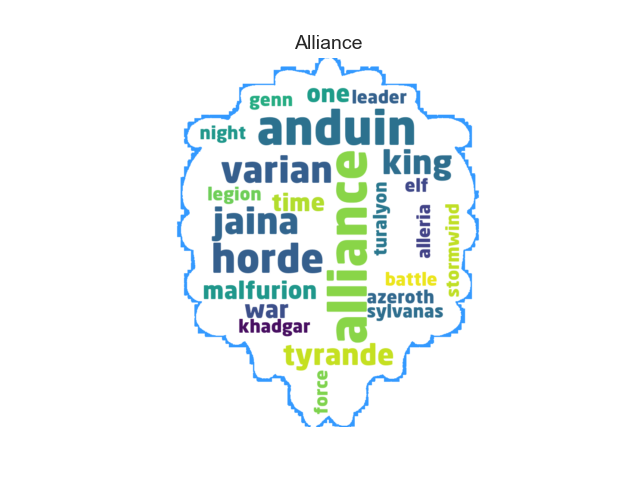 Alliance
genn
one
leader
night
anduin
varian
king
elf
legion
time
jaina
alliance
turalyon
alleria
stormwind
horde
malfurion
battle
azeroth
war
sylvanas
khadgar
tyrande
force